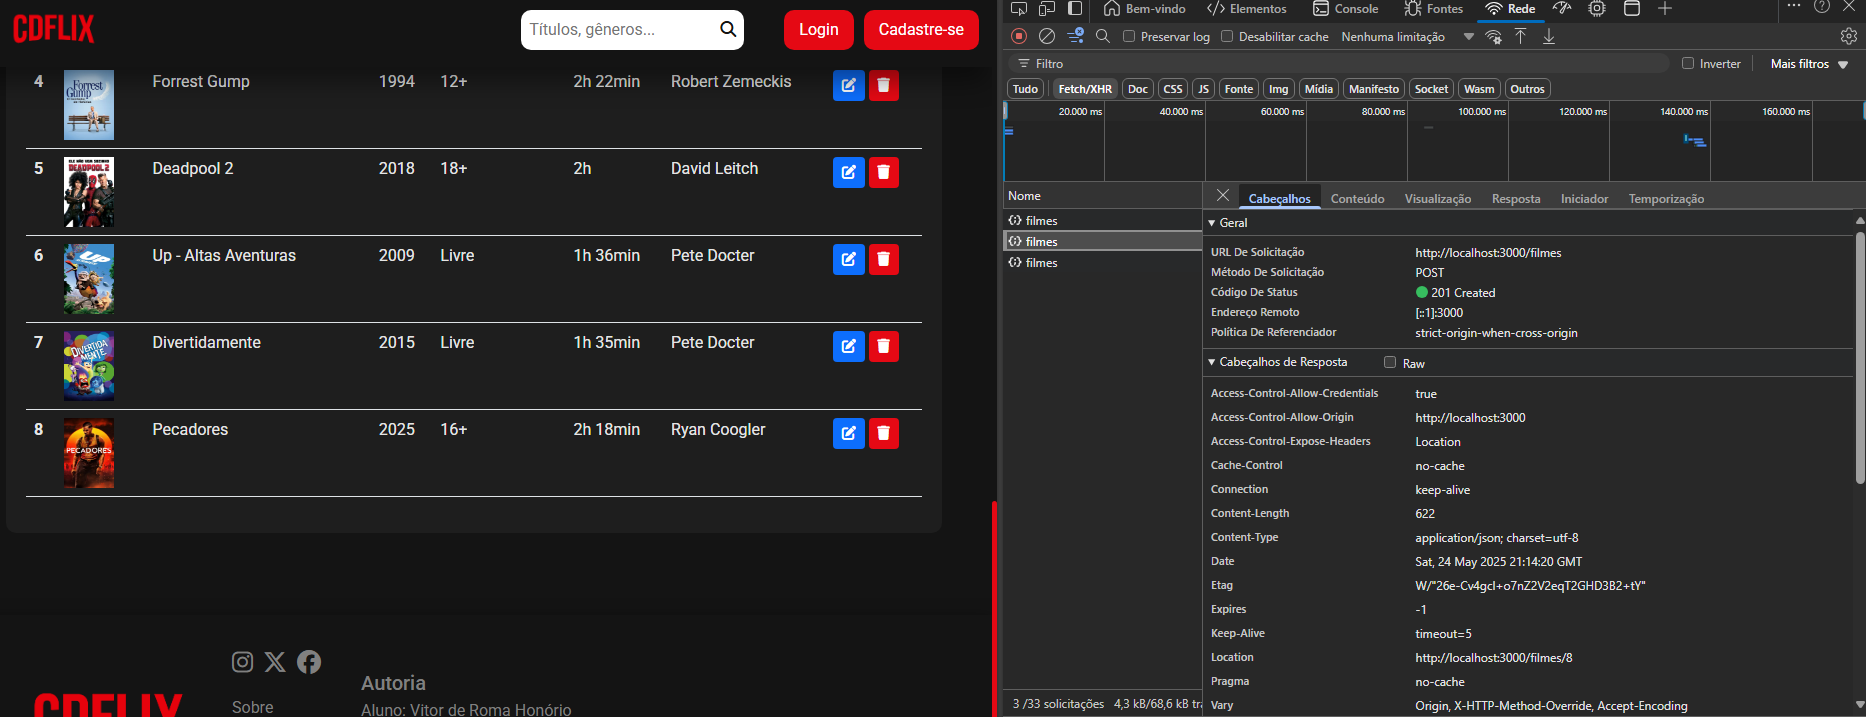 CDFLIX
Títulos, gêneros...
Login
Cadastre-se
4 Forrest Gump 1994 12+ 2h 22min Robert Zemeckis
Forrest Gump
5 Deadpool 2 2018 18+ 2h David Leitch
DEADPOOL 2
6 Up - Altas Aventuras 2009 Livre 1h 36min Pete Docter
UP
7 Divertidamente 2015 Livre 1h 35min Pete Docter
DIVERTIDA MENTE
8 Pecadores 2025 16+ 2h 18min Ryan Coogler
PECADORES
CDFLIX
Sobre
Autoria
Aluno: Vitor de Roma Honório
Bem-vindo Elementos Console Fontes Rede
Preservar log Desabilitar cache Nenhuma limitação
Filtro Inverter Mais filtros
Tudo Fetch/XHR Doc CSS JS Fonte Img Mídia Manifesto Socket Wasm Outros
20.000 ms 40.000 ms 60.000 ms 80.000 ms 100.000 ms 120.000 ms 140.000 ms 160.000 ms
Nome
filmes
filmes
filmes
3 /33 solicitações 4,3 kB/68,6 kB tra
Cabeçalhos Conteúdo Visualização Resposta Iniciador Temporização
Geral
URL De Solicitação http://localhost:3000/filmes
Método De Solicitação POST
Código De Status 201 Created
Endereço Remoto [::1]:3000
Política De Referenciador strict-origin-when-cross-origin
Cabeçalhos de Resposta Raw
Access-Control-Allow-Credentials true
Access-Control-Allow-Origin http://localhost:3000
Access-Control-Expose-Headers Location
Cache-Control no-cache
Connection keep-alive
Content-Length 622
Content-Type application/json; charset=utf-8
Date Sat, 24 May 2025 21:14:20 GMT
Etag W/"26e-Cv4gcI+o7nZ2V2eqT2GHD3B2+tY"
Expires -1
Keep-Alive timeout=5
Location http://localhost:3000/filmes/8
Pragma no-cache
Vary Origin, X-HTTP-Method-Override, Accept-Encoding